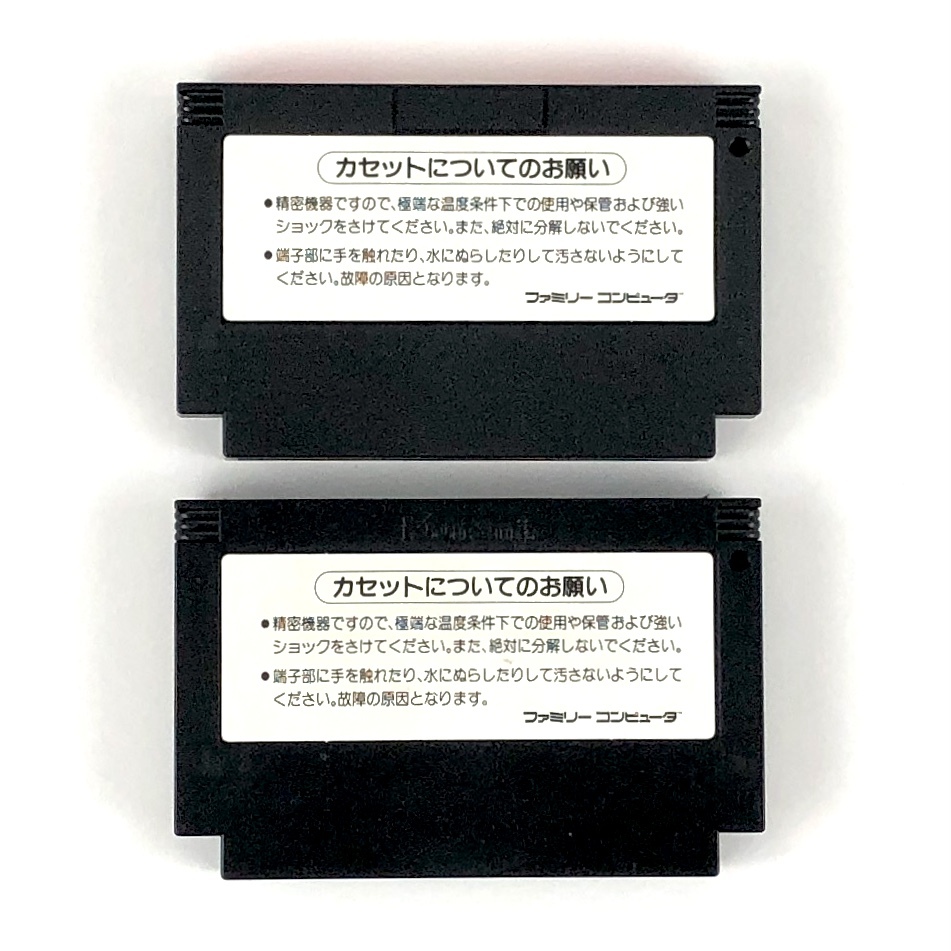 カセットについてのお願い
●精密機器ですので、極端な温度条件下での使用や保管および強い
ショックをさけてください。また、絶対に分解しないでください。
●端子部に手を触れたり、水にぬらしたりして汚さないようにして
ください。故障の原因となります。
ファミリー コンピュータ™
カセットについてのお願い
●精密機器ですので、極端な温度条件下での使用や保管および強い
ショックをさけてください。また、絶対に分解しないでください。
●端子部に手を触れたり、水にぬらしたりして汚さないようにして
ください。故障の原因となります。
ファミリー コンピュータ™